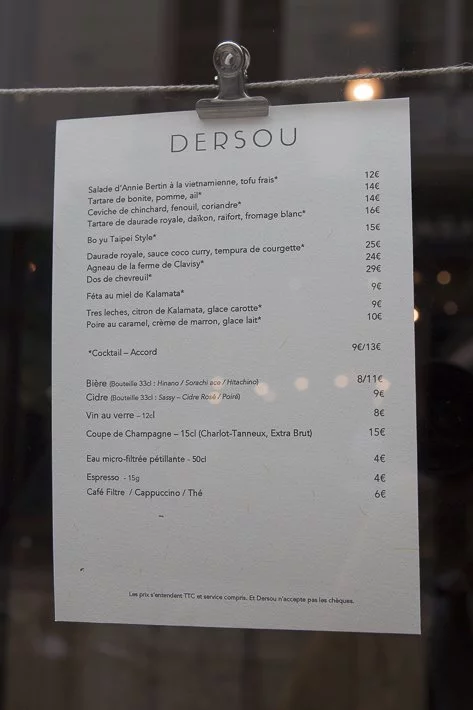 DERSOU
Salade d'Annie Bertin à la vietnamienne, tofu frais* 12€
Tartare de bonite, pomme, ail* 14€
Ceviche de chinchard, fenouil, coriandre* 14€
Tartare de daurade royale, daïkon, raifort, fromage blanc* 16€
Bo yu Taipei Style* 15€
Daurade royale, sauce coco curry, tempura de courgette* 25€
Agneau de la ferme de Clavisy* 24€
Dos de chevreuil* 29€
Féta au miel de Kalamata* 9€
Tres leches, citron de Kalamata, glace carotte* 9€
Poire au caramel, crème de marron, glace lait* 10€
*Cocktail – Accord 9€/13€
Bière (Bouteille 33cl : Hinano / Sorachi ace / Hitachino) 8/11€
Cidre (Bouteille 33cl : Sassy – Cidre Rosé / Poiré) 9€
Vin au verre – 12cl 8€
Coupe de Champagne – 15cl (Charlot-Tanneux, Extra Brut) 15€
Eau micro-filtrée pétillante - 50cl 4€
Espresso - 15g 4€
Café Filtre / Cappuccino / Thé 6€
Les prix s'entendent TTC et service compris. Et Dersou n'accepte pas les chèques.